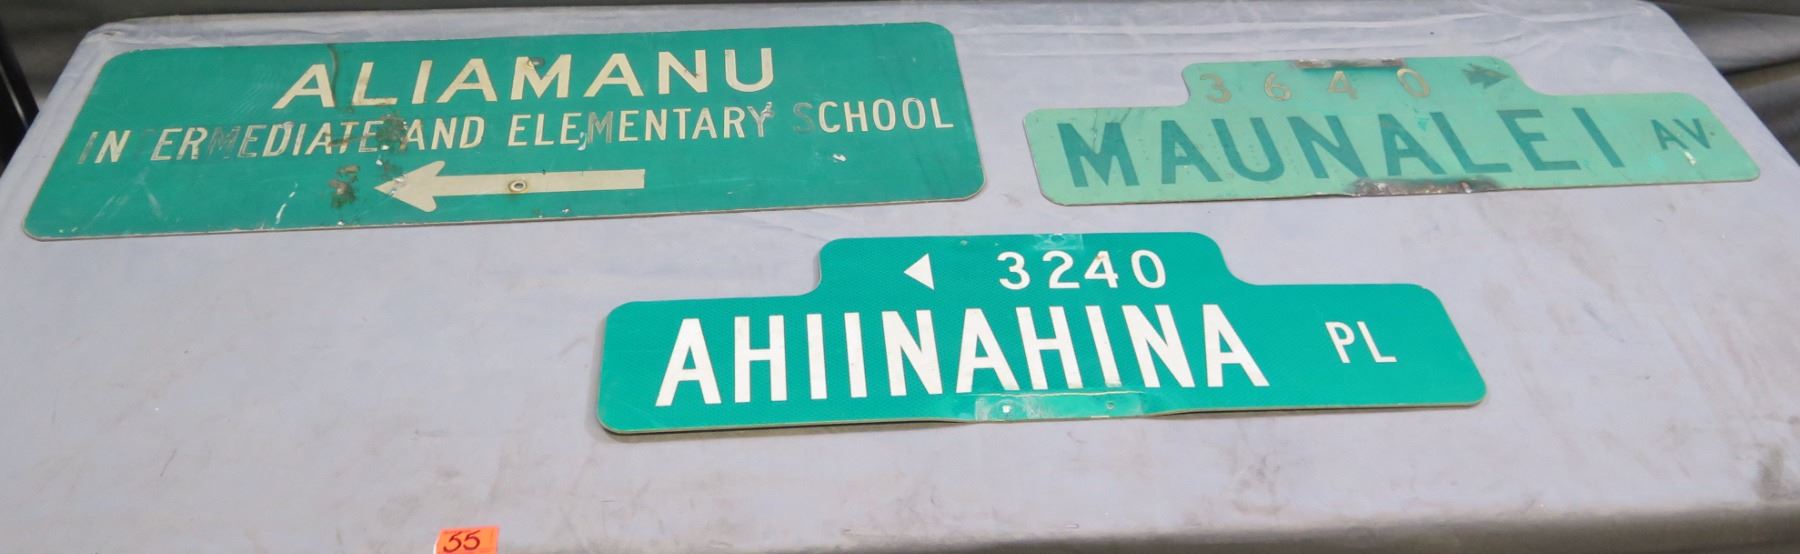 ALIAMANU
INTERMEDIATE AND ELEMENTARY SCHOOL
3640
MAUNALEI AV
3240
AHIINAHINA PL
55